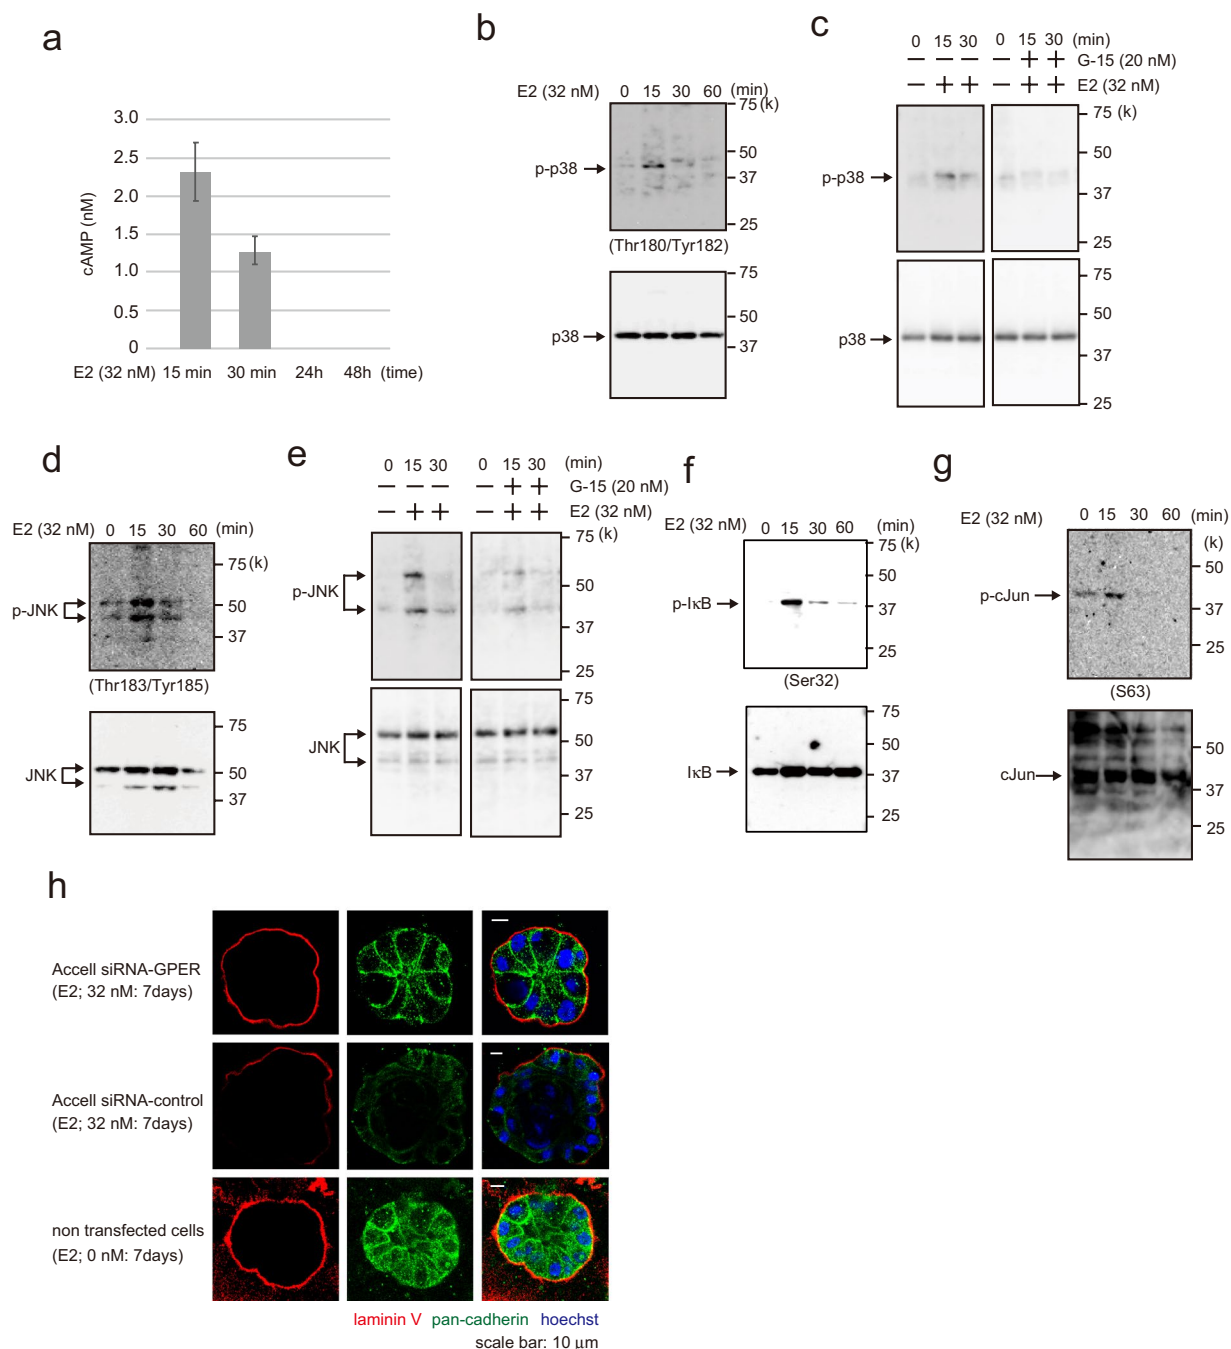 a
3.0
2.5
2.0
1.5
1.0
0.5
0
cAMP (nM)
E2 (32 nM) 15 min 30 min 24h 48h (time)
b
E2 (32 nM) 0 15 30 60 (min)
75 (k)
50
37
25
p-p38
(Thr180/Tyr182)
75
50
37
p38
c
0 15 30 0 15 30 (min)
− − − − + + G-15 (20 nM)
− + + − + + E2 (32 nM)
75 (k)
50
37
25
p-p38
75
50
37
25
p38
d
E2 (32 nM) 0 15 30 60 (min)
75 (k)
50
37
p-JNK
(Thr183/Tyr185)
75
50
37
JNK
e
0 15 30 0 15 30 (min)
− − − − + + G-15 (20 nM)
− + + − + + E2 (32 nM)
75 (k)
50
37
25
p-JNK
75
50
37
25
JNK
f
E2 (32 nM) 0 15 30 60 (min)
75 (k)
50
37
25
p-IκB
(Ser32)
75
50
37
25
IκB
g
E2 (32 nM) 0 15 30 60 (min)
(k)
50
37
25
p-cJun
(S63)
50
37
25
cJun
h
Accell siRNA-GPER
(E2; 32 nM: 7days)
Accell siRNA-control
(E2; 32 nM: 7days)
non transfected cells
(E2; 0 nM: 7days)
laminin V pan-cadherin hoechst
scale bar: 10 μm